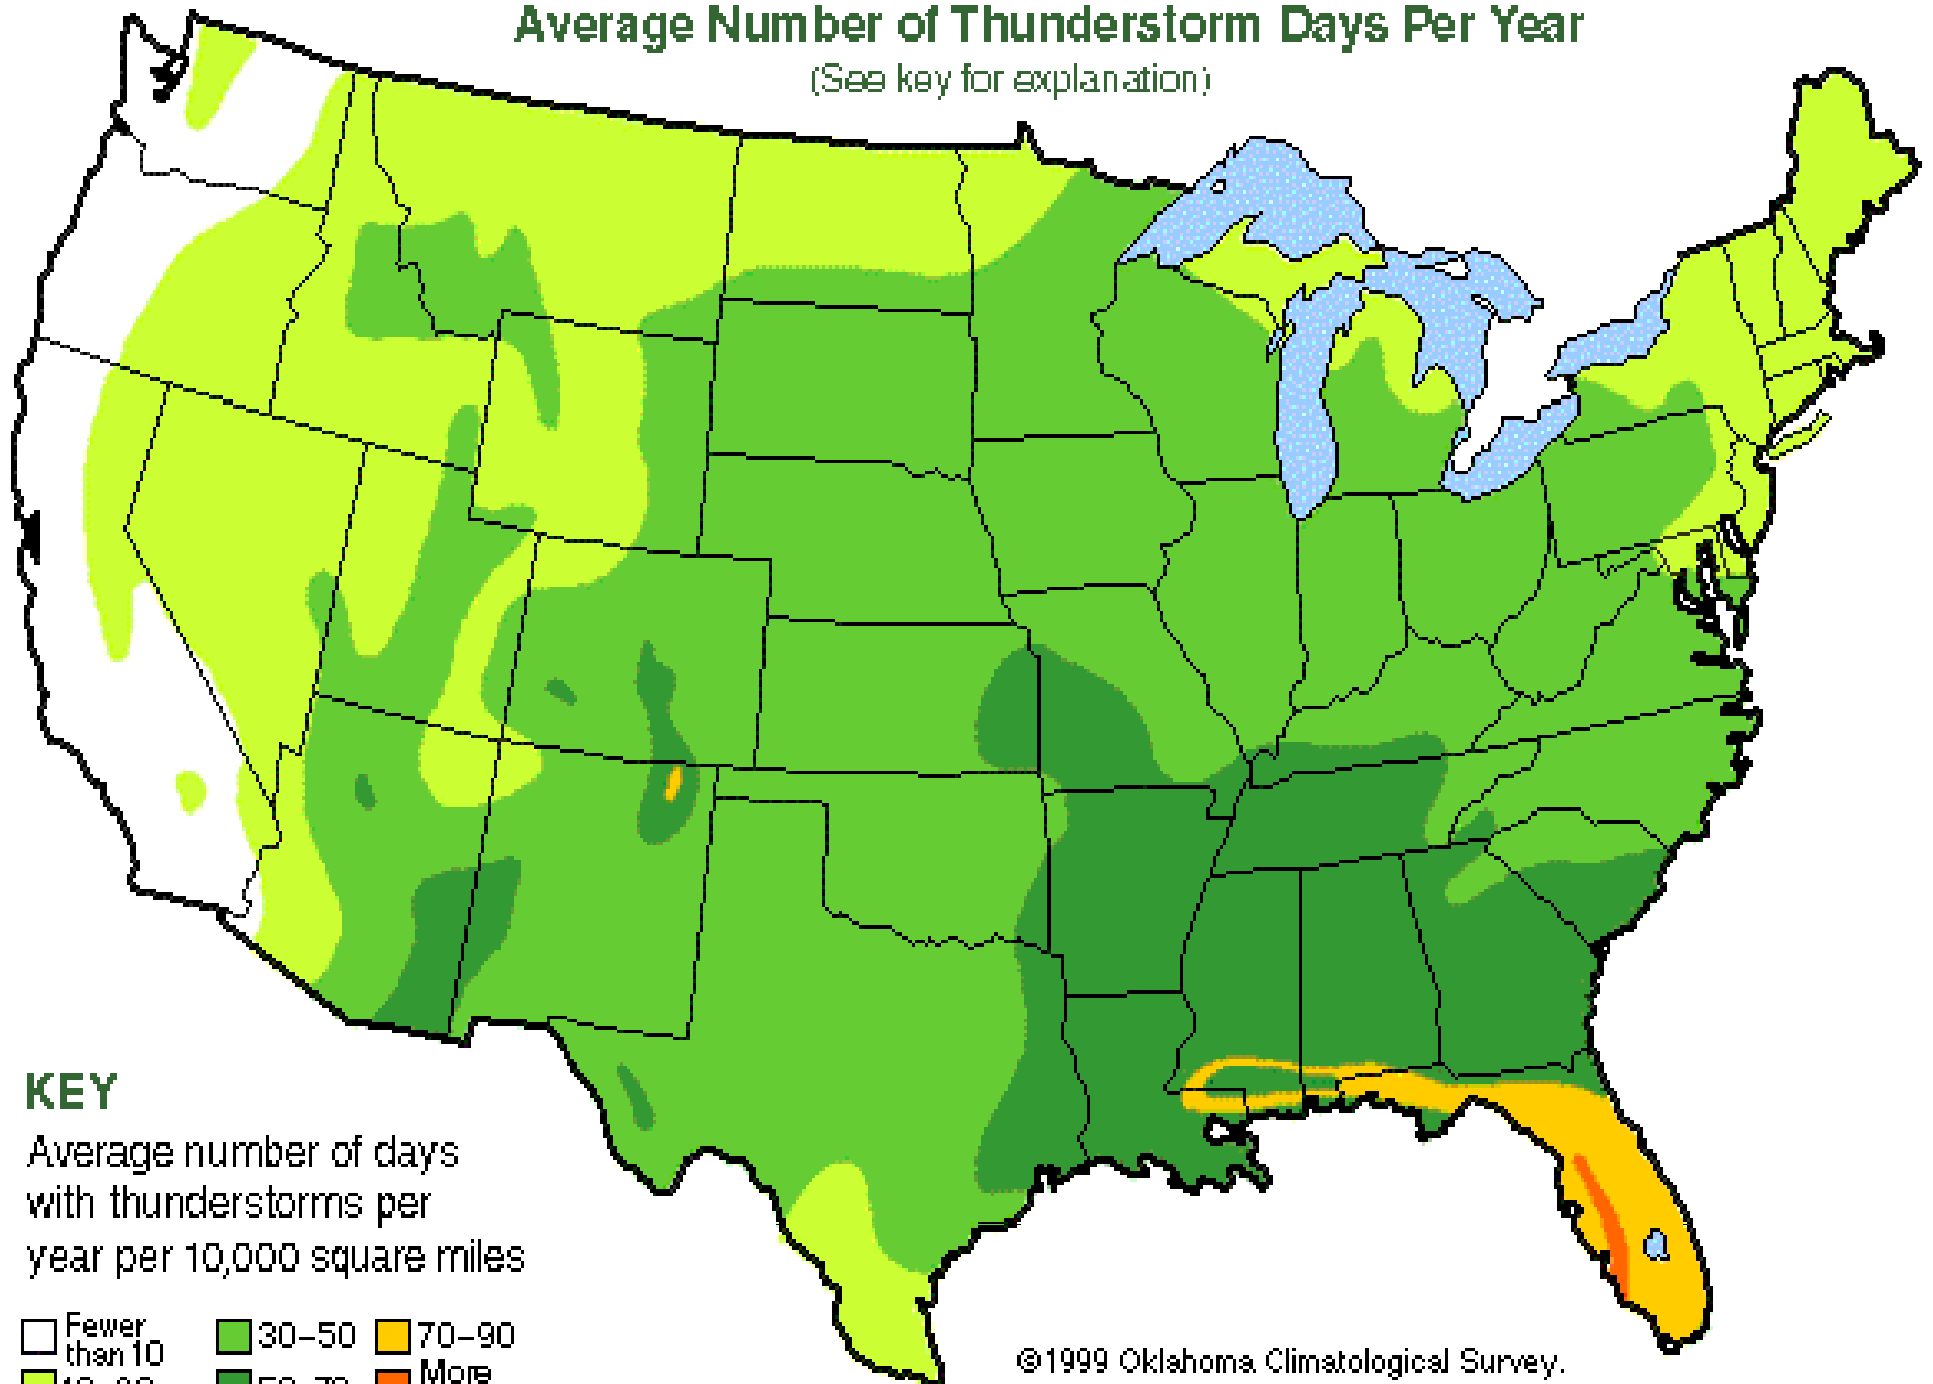 Average Number of Thunderstorm Days Per Year
(See key for explanation)
KEY
Average number of days
with thunderstorms per
year per 10,000 square miles
Fewer
than 10
30-50
70-90
More
©1999 Oklahoma Climatological Survey.